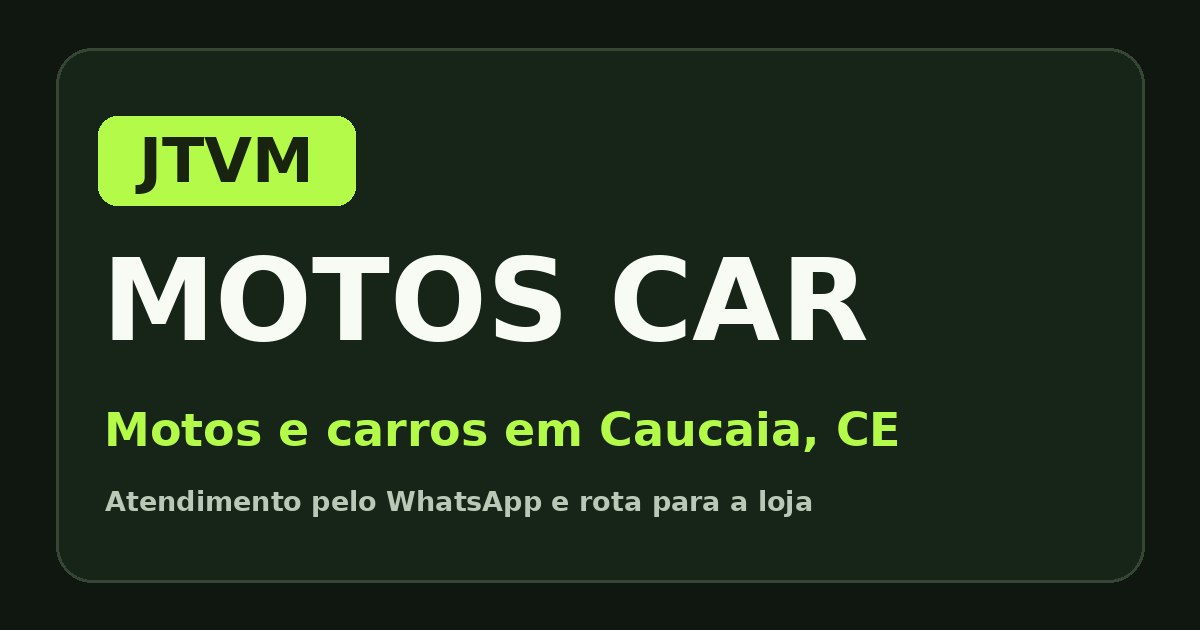 JTVM
MOTOS CAR
Motos e carros em Caucaia, CE
Atendimento pelo WhatsApp e rota para a loja